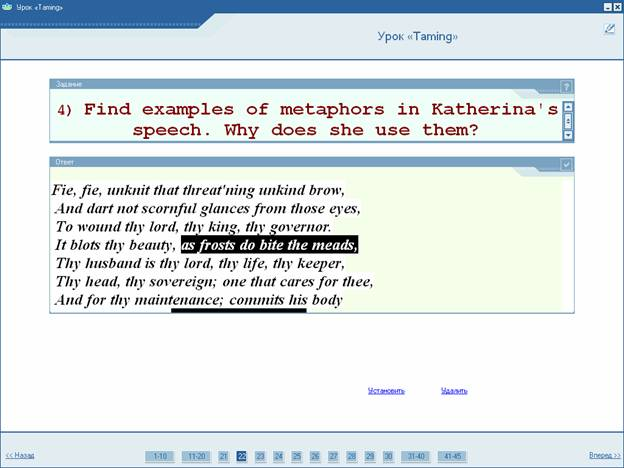 Урок «Taming»
Урок «Taming»
Задание
?
4) Find examples of metaphors in Katherina's
speech. Why does she use them?
Ответ
Fie, fie, unknit that threat'ning unkind brow,
And dart not scornful glances from those eyes,
To wound thy lord, thy king, thy governor.
It blots thy beauty, as frosts do bite the meads,
Thy husband is thy lord, thy life, thy keeper,
Thy head, thy sovereign; one that cares for thee,
And for thy maintenance; commits his body
Установить Удалить
<< Назад 1-10 11-20 21 22 23 24 25 26 27 28 29 30 31-40 41-45 Вперед >>